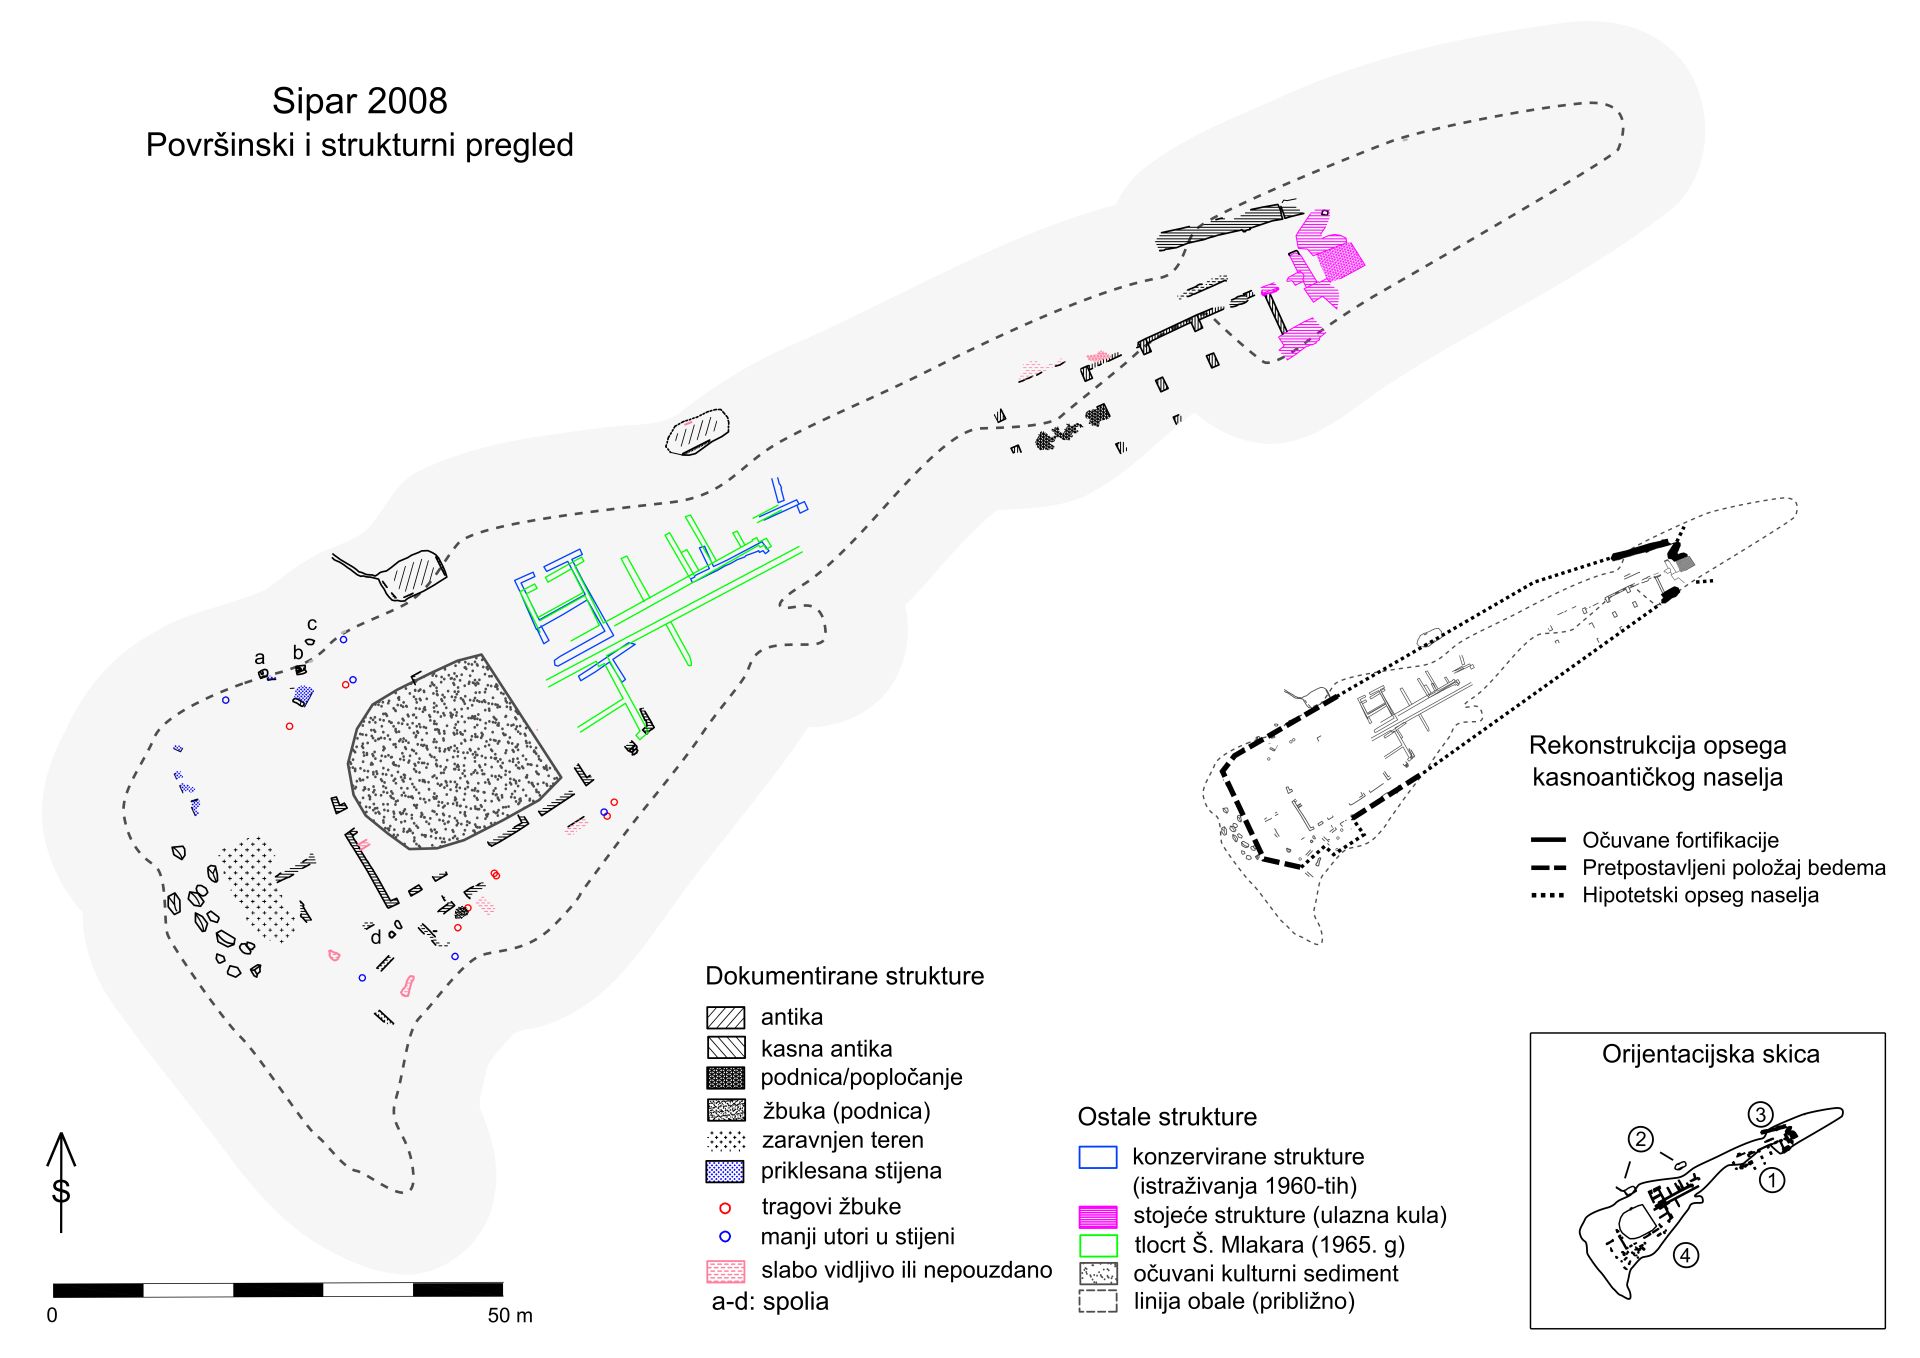 Sipar 2008
Površinski i strukturni pregled
c
a
b
d
Rekonstrukcija opsega
kasnoantičkog naselja
Očuvane fortifikacije
Pretpostavljeni položaj bedema
Hipotetski opseg naselja
Dokumentirane strukture
antika
kasna antika
podnica/popločanje
žbuka (podnica)
zaravnjen teren
priklesana stijena
tragovi žbuke
manji utori u stijeni
slabo vidljivo ili nepouzdano
a-d: spolia
Ostale strukture
konzervirane strukture
(istraživanja 1960-tih)
stojeće strukture (ulazna kula)
tlocrt Š. Mlakara (1965. g)
očuvani kulturni sediment
linija obale (približno)
Orijentacijska skica
3
2
1
4
S
0
50 m